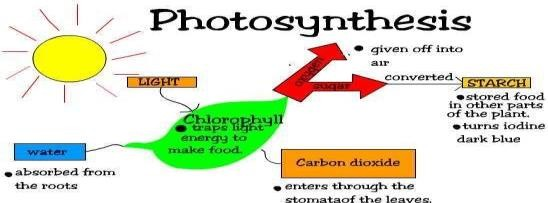 Photosynthesis
given off into
air
oxygen
sugar
converted
STARCH
stored food
in other parts
of the plant.
turns iodine
dark blue
LIGHT
Chlorophyll
traps light
energy to
make food.
water
absorbed from
the roots
Carbon dioxide
enters through the
stomataof the leaves.